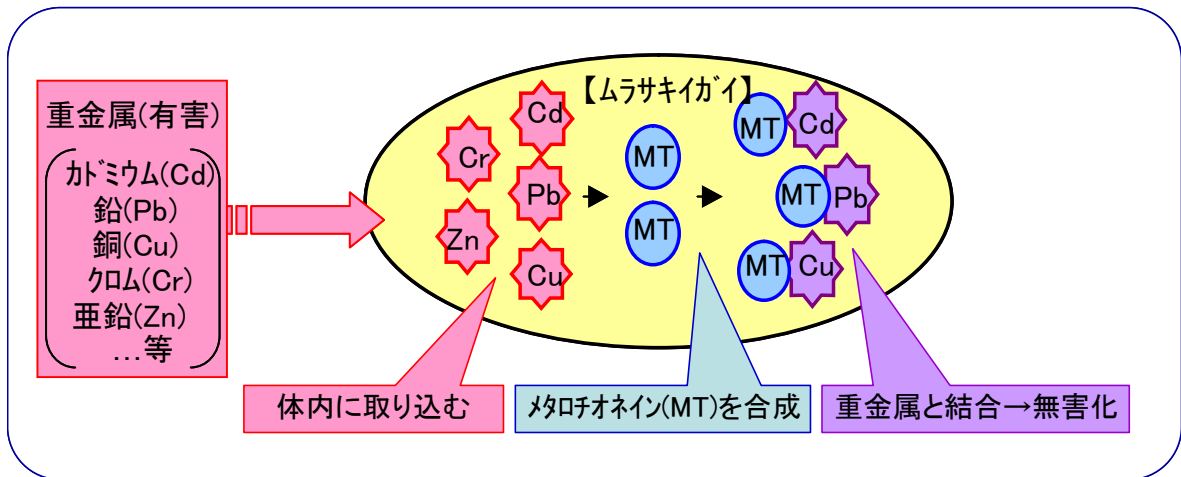 重金属(有害)
ｶﾄﾞﾐｳﾑ(Cd)
鉛(Pb)
銅(Cu)
ｸﾛﾑ(Cr)
亜鉛(Zn)
…等
【ﾑﾗｻｷｲｶﾞｲ】
Cd
Cr
Pb
Zn
Cu
MT
MT
MT Cd
MT Pb
MT Cu
体内に取り込む
ﾒﾀﾛﾁｵﾈｲﾝ(MT)を合成
重金属と結合→無害化